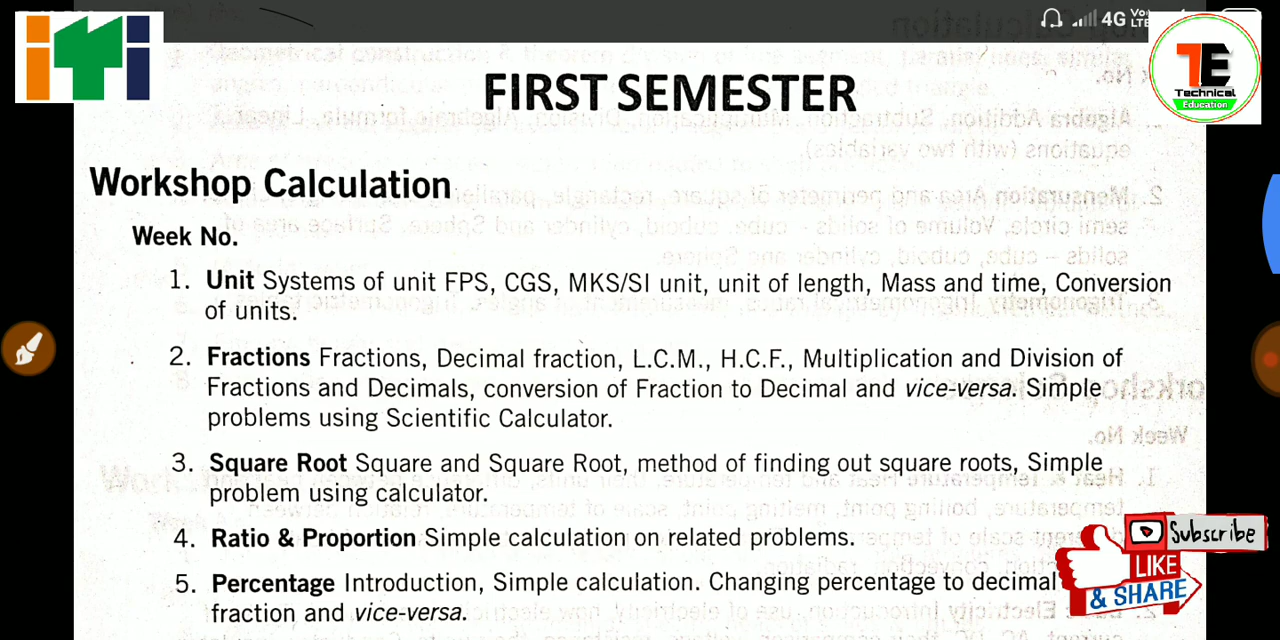 4G VoLTE
iTi
TE
Technical
Education
FIRST SEMESTER
Workshop Calculation
Week No.
1. Unit Systems of unit FPS, CGS, MKS/SI unit, unit of length, Mass and time, Conversion
of units.
2. Fractions Fractions, Decimal fraction, L.C.M., H.C.F., Multiplication and Division of
Fractions and Decimals, conversion of Fraction to Decimal and vice-versa. Simple
problems using Scientific Calculator.
3. Square Root Square and Square Root, method of finding out square roots, Simple
problem using calculator.
4. Ratio & Proportion Simple calculation on related problems.
5. Percentage Introduction, Simple calculation. Changing percentage to decimal
fraction and vice-versa.
Subscribe
LIKE
& SHARE